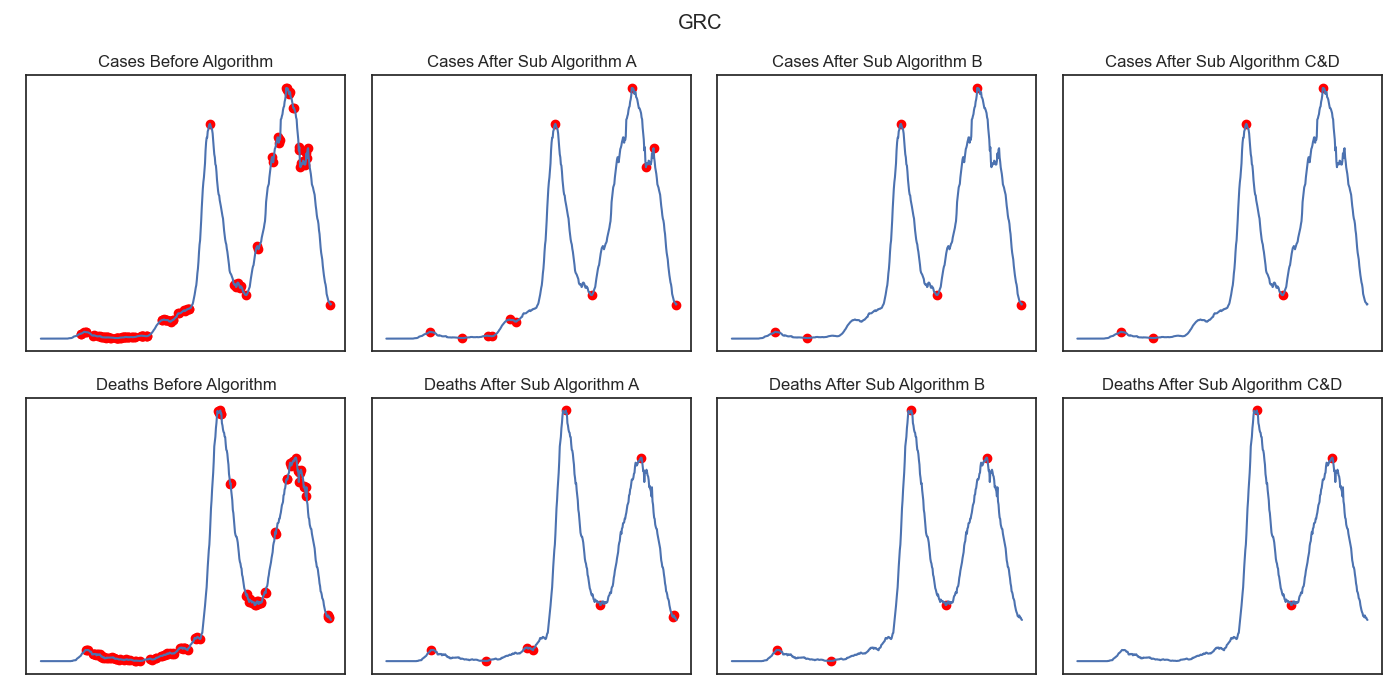 GRC
Cases Before Algorithm
Cases After Sub Algorithm A
Cases After Sub Algorithm B
Cases After Sub Algorithm C&D
Deaths Before Algorithm
Deaths After Sub Algorithm A
Deaths After Sub Algorithm B
Deaths After Sub Algorithm C&D